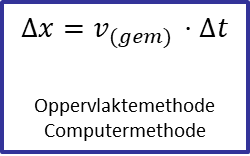 Δx = v(gem) · Δt
Oppervlaktemethode
Computermethode